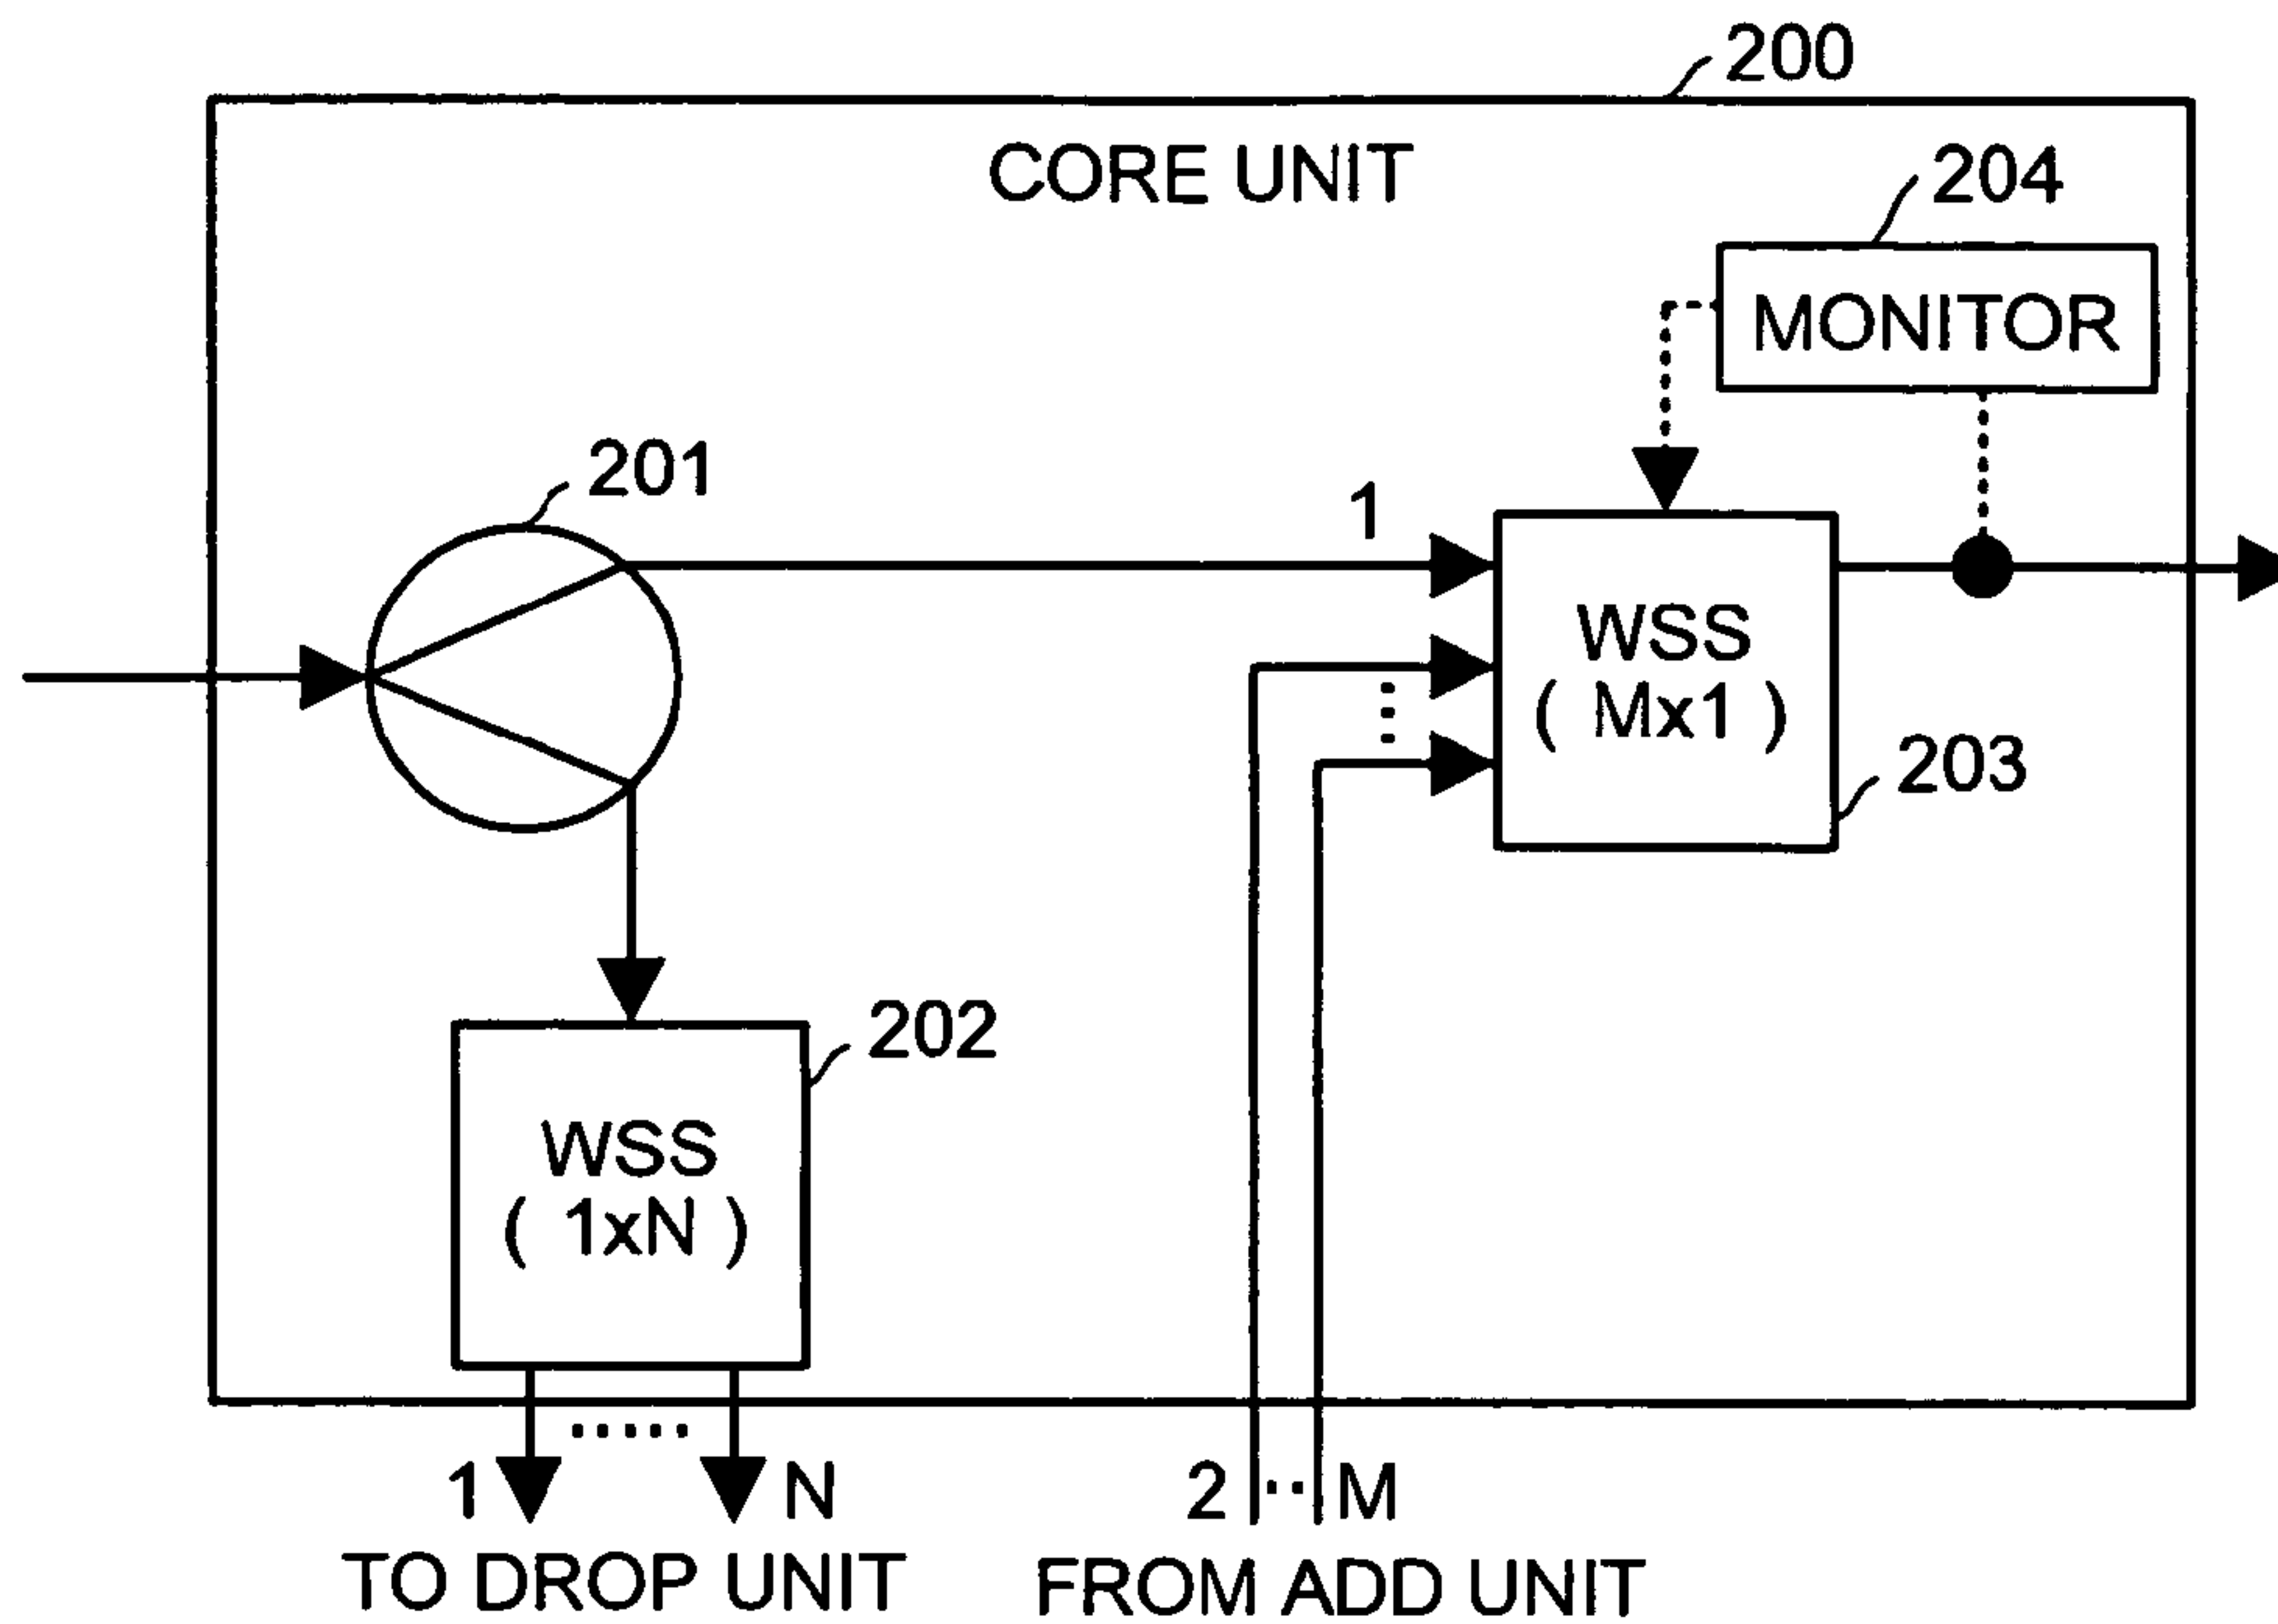 200
CORE UNIT
204
MONITOR
201
1
WSS
( Mx1 )
203
202
WSS
( 1xN )
1 ..... N
2 .. M
TO DROP UNIT
FROM ADD UNIT